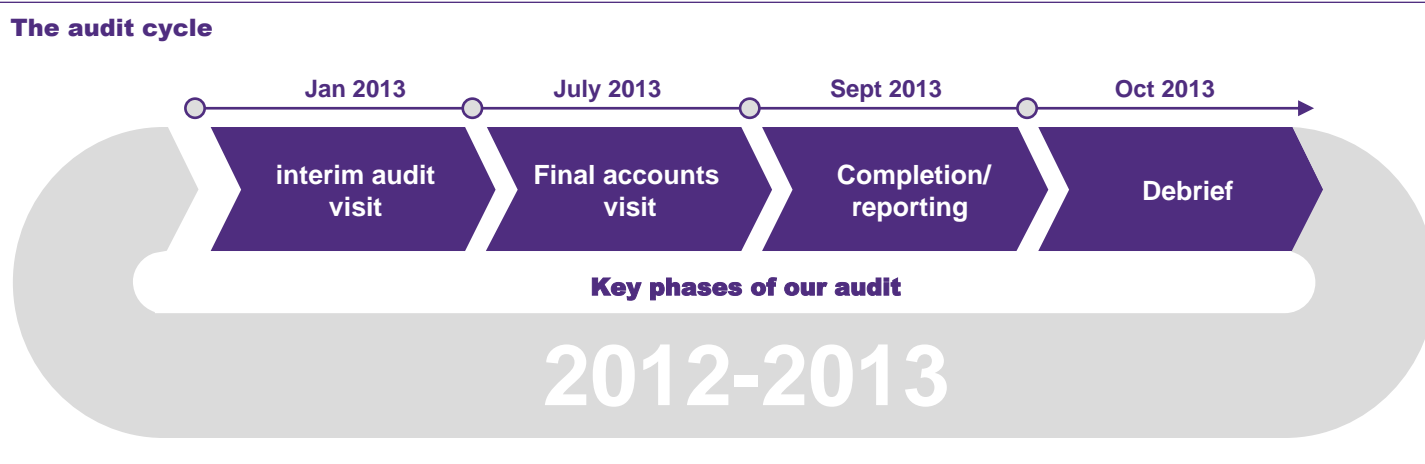 The audit cycle
Jan 2013 July 2013 Sept 2013 Oct 2013
interim audit
visit
Final accounts
visit
Completion/
reporting
Debrief
Key phases of our audit
2012-2013